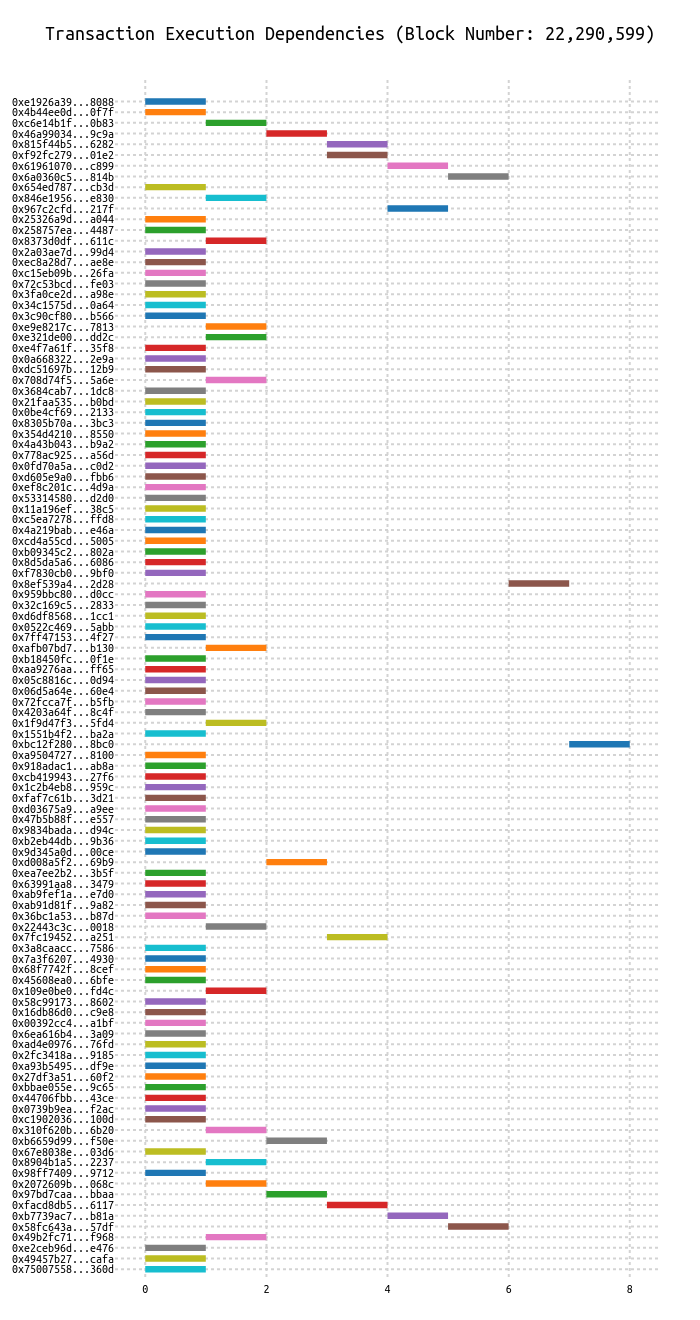 Transaction Execution Dependencies (Block Number: 22,290,599)
0xe1926a39...8088
0x4b44ee0d...0f7f
0xc6e14b1f...0b83
0x46a99034...9c9a
0x815f44b5...6282
0xf92fc279...01e2
0x61961070...c899
0x6a0360c5...814b
0x654ed787...cb3d
0x846e1956...e830
0x967c2cfd...217f
0x25326a9d...a044
0x258757ea...4487
0x8373d0df...611c
0x2a03ae7d...99d4
0xec8a28d7...ae8e
0xc15eb09b...26fa
0x72c53bcd...fe03
0x3fa0ce2d...a98e
0x34c1575d...0a64
0x3c90cf80...b566
0xe9e8217c...7813
0xe321de00...dd2c
0xe4f7a61f...35f8
0x0a668322...2e9a
0xdc51697b...12b9
0x708d74f5...5a6e
0x3684cab7...1dc8
0x21faa535...b0bd
0x0be4cf69...2133
0x8305b70a...3bc3
0x354d4210...8550
0x4a43b043...b9a2
0x778ac925...a56d
0x0fd70a5a...c0d2
0xd605e9a0...fbb6
0xef8c201c...4d9a
0x53314580...d2d0
0x11a196ef...38c5
0xc5ea7278...ffd8
0x4a219bab...e46a
0xcd4a55cd...5005
0xb09345c2...802a
0x8d5da5a6...6086
0xf7830cb0...9bf0
0x8ef539a4...2d28
0x959bbc80...d0cc
0x32c169c5...2833
0xd6df8568...1cc1
0x0522c469...5abb
0x7ff47153...4f27
0xafb07bd7...b130
0xb18450fc...0f1e
0xaa9276aa...ff65
0x05c8816c...0d94
0x06d5a64e...60e4
0x72fcca7f...b5fb
0x4203a64f...8c4f
0x1f9d47f3...5fd4
0x1551b4f2...ba2a
0xbc12f280...8bc0
0xa9504727...8100
0x918adac1...ab8a
0xcb419943...27f6
0x1c2b4eb8...959c
0xfaf7c61b...3d21
0xd03675a9...a9ee
0x47b5b88f...e557
0x9834bada...d94c
0xb2eb44db...9b36
0x9d345a0d...00ce
0xd008a5f2...69b9
0xea7ee2b2...3b5f
0x63991aa8...3479
0xab9fef1a...e7d0
0xab91d81f...9a82
0x36bc1a53...b87d
0x22443c3c...0018
0x7fc19452...a251
0x3a8caacc...7586
0x7a3f6207...4930
0x68f7742f...8cef
0x45608ea0...6bfe
0x109e0be0...fd4c
0x58c99173...8602
0x16db86d0...c9e8
0x00392cc4...a1bf
0x6ea616b4...3a09
0xad4e0976...76fd
0x2fc3418a...9185
0xa93b5495...df9e
0x27df3a51...60f2
0xbbae055e...9c65
0x44706fbb...43ce
0x0739b9ea...f2ac
0xc1902036...100d
0x310f620b...6b20
0xb6659d99...f50e
0x67e8038e...03d6
0x8904b1a5...2237
0x98ff7409...9712
0x2072609b...068c
0x97bd7caa...bbaa
0xfacd8db5...6117
0xb7739ac7...b81a
0x58fc643a...57df
0x49b2fc71...f968
0xe2ceb96d...e476
0x49457b27...cafa
0x75007558...360d
0 2 4 6 8